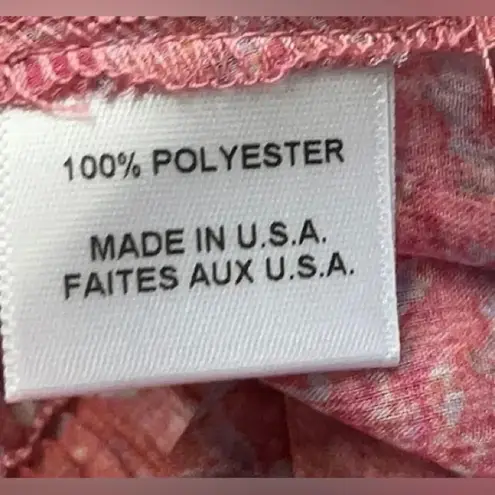 100% POLYESTER
MADE IN U.S.A.
FAITES AUX U.S.A.